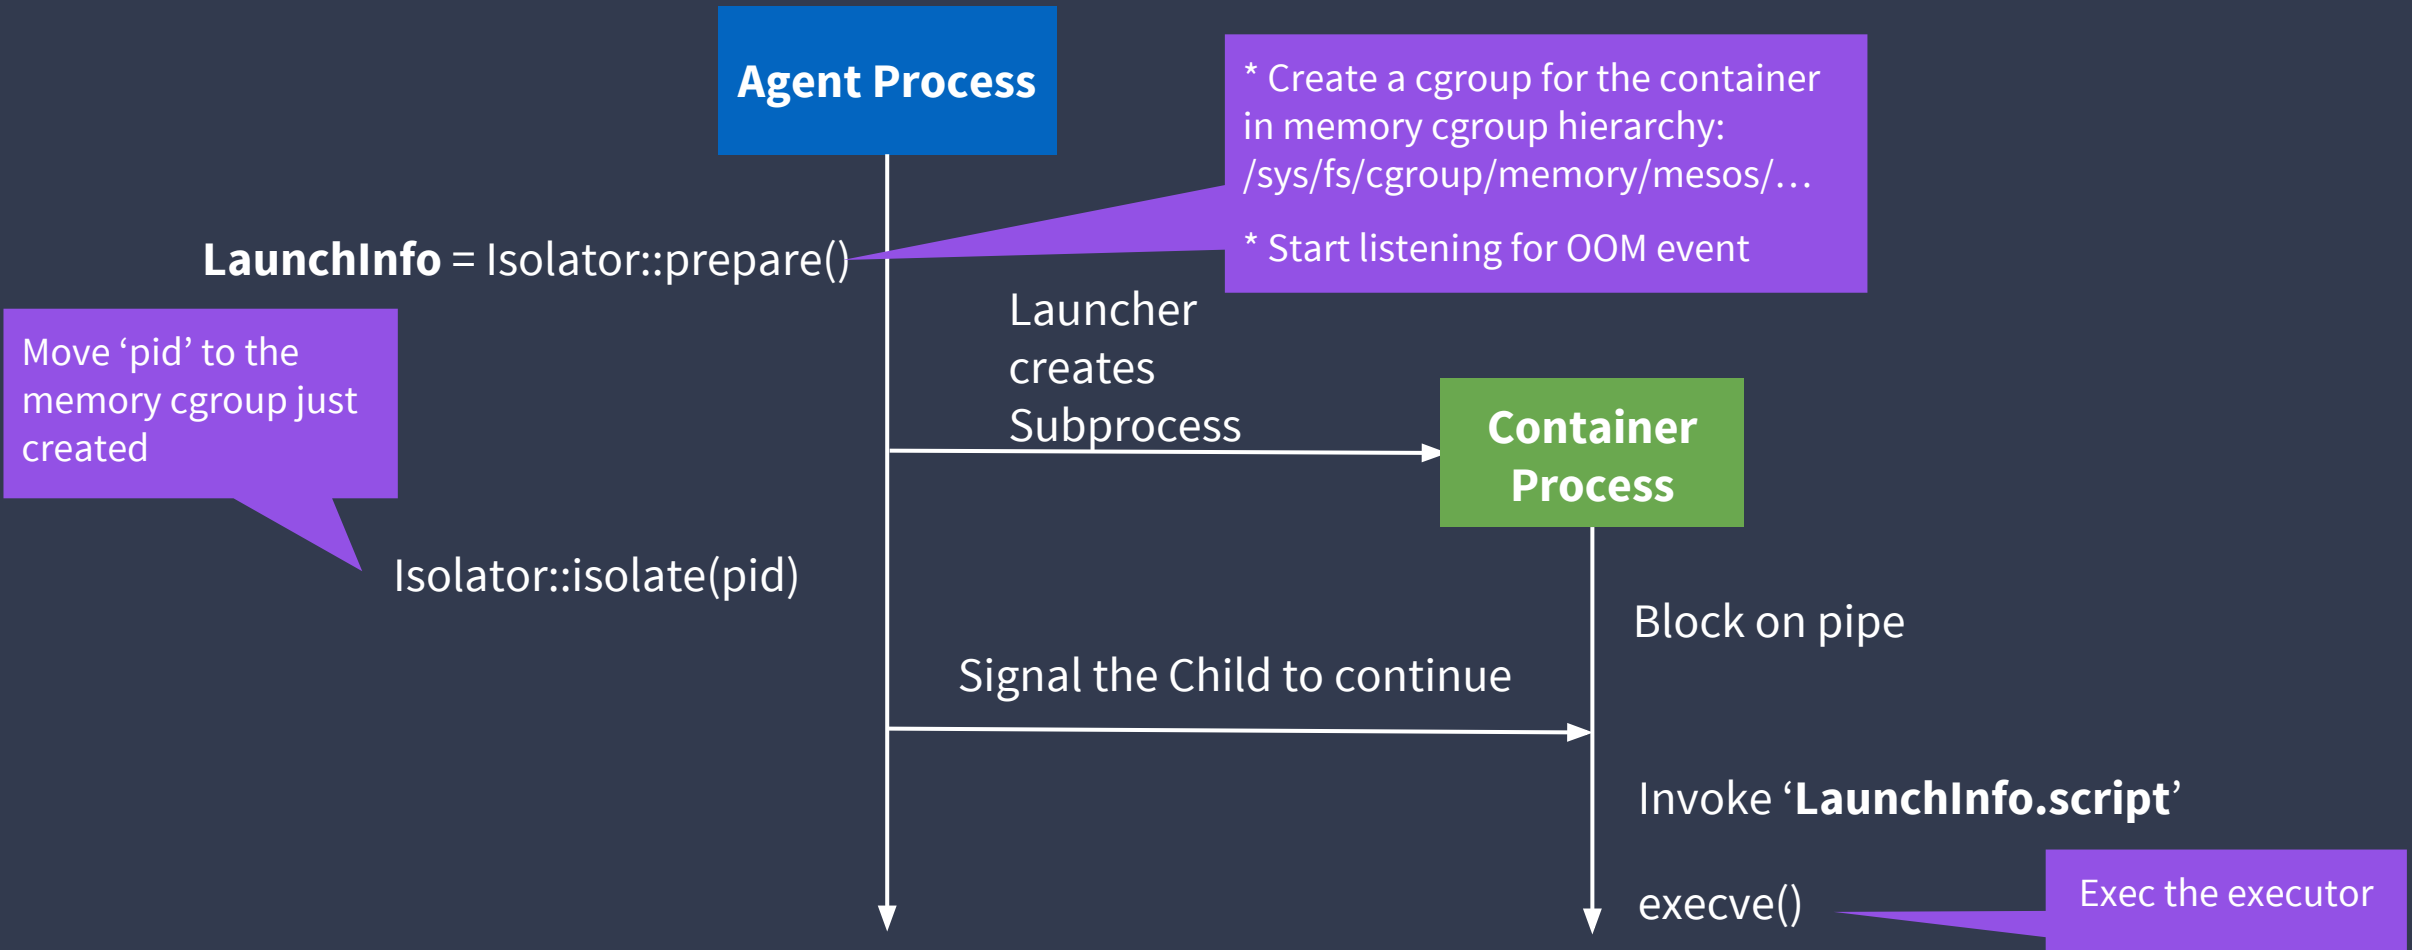 Agent Process
* Create a cgroup for the container
in memory cgroup hierarchy:
/sys/fs/cgroup/memory/mesos/…
* Start listening for OOM event
LaunchInfo = Isolator::prepare()
Launcher
creates
Subprocess
Move ‘pid’ to the
memory cgroup just
created
Container
Process
Isolator::isolate(pid)
Block on pipe
Signal the Child to continue
Invoke ‘LaunchInfo.script’
execve()
Exec the executor